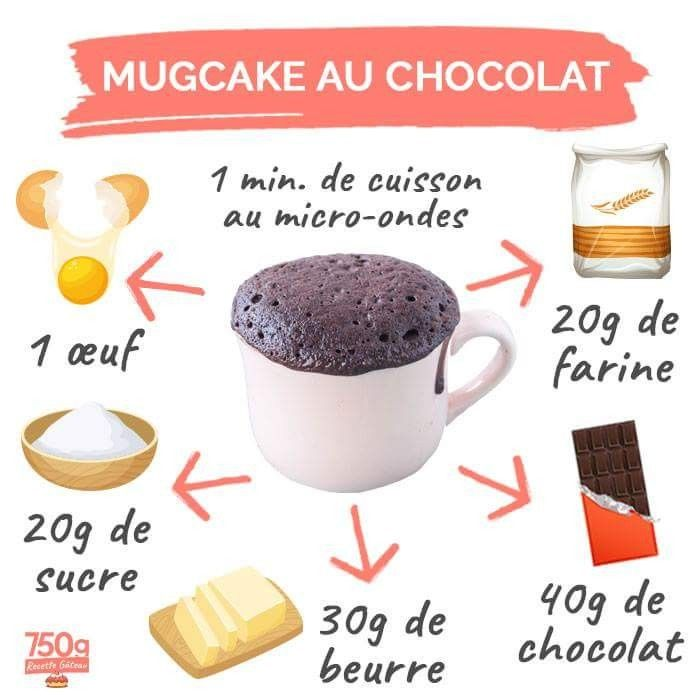 MUGCAKE AU CHOCOLAT
1 min. de cuisson
au micro-ondes
1 œuf
20g de
farine
20g de
sucre
30g de
beurre
40g de
chocolat
750g
Recette Gâteau